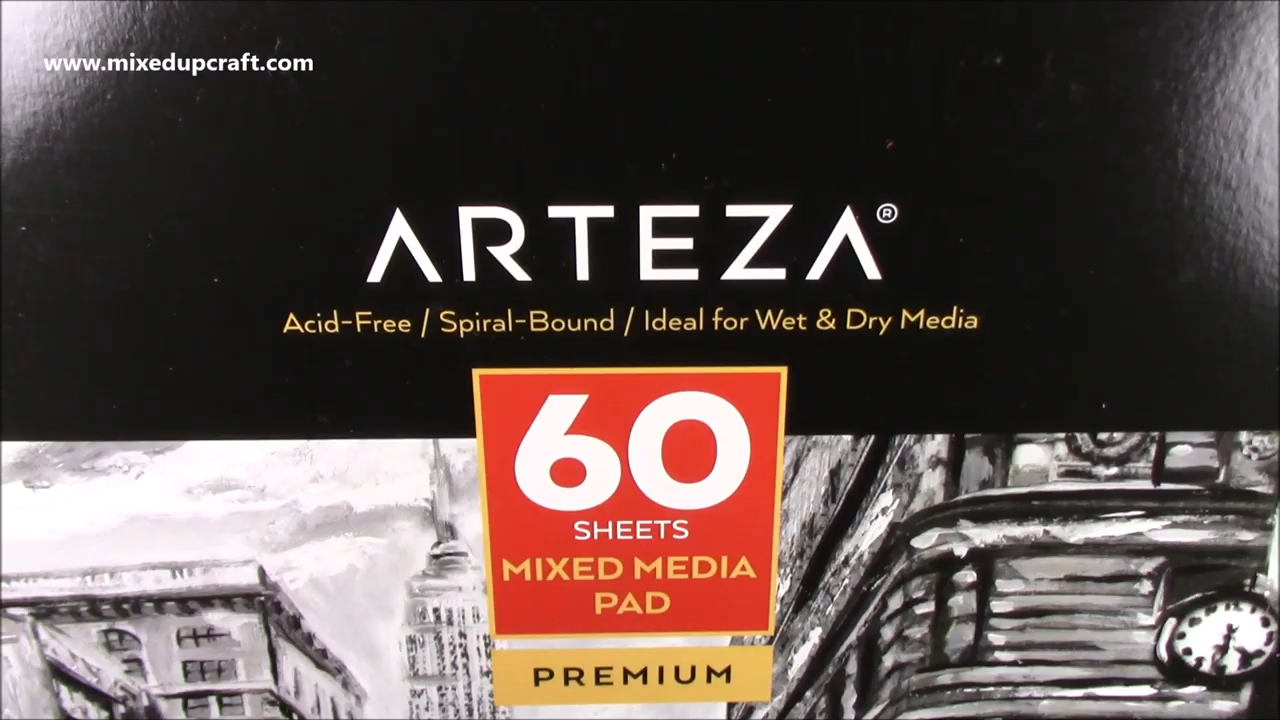 www.mixedupcraft.com
ARTEZA®
Acid-Free / Spiral-Bound / Ideal for Wet & Dry Media
60
SHEETS
MIXED MEDIA
PAD
PREMIUM